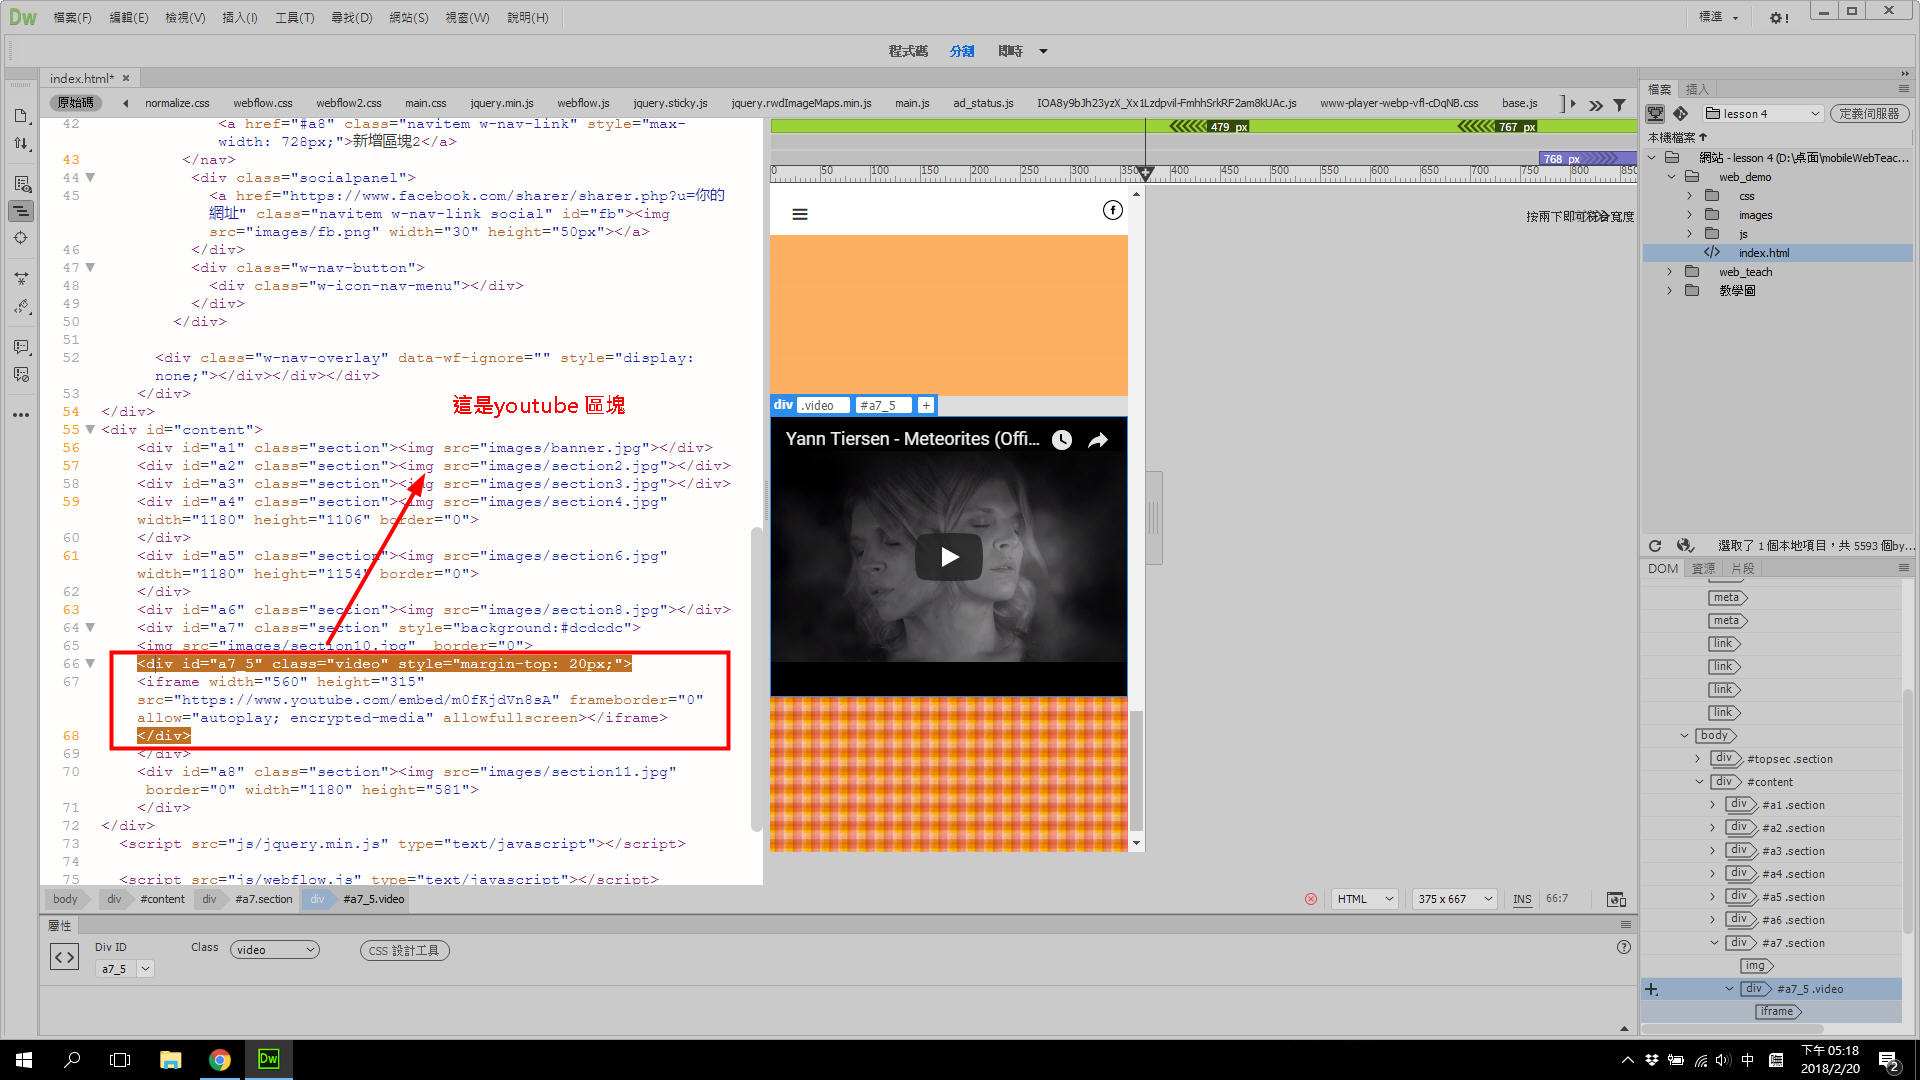 Dw 檔案(F) 編輯(E) 檢視(V) 插入(I) 工具(T) 尋找(D) 網站(S) 視窗(W) 說明(H) 標準
程式碼 分割 即時
index.html*
原始碼 normalize.css webflow.css webflow2.css main.css jquery.min.js webflow.js jquery.sticky.js jquery.rwdImageMaps.min.js main.js ad_status.js IOA8y9bJh23yzX_Xx1Lzdpvil-FmhhSrkRF2am8kUAc.js www-player-webp-vfl-cDqNB.css base.js
42 <a href="#a8" class="navitem w-nav-link" style="max-
width: 728px;">新增區塊2</a>
43 </nav>
44 <div class="socialpanel">
45 <a href="https://www.facebook.com/sharer/sharer.php?u=你的
網址" class="navitem w-nav-link social" id="fb"><img
src="images/fb.png" width="30" height="50px"></a>
46 </div>
47 <div class="w-nav-button">
48 <div class="w-icon-nav-menu"></div>
49 </div>
50 </div>
51
52 <div class="w-nav-overlay" data-wf-ignore="" style="display:
none;"></div></div></div>
53 </div>
54 </div>
這是youtube 區塊
55 <div id="content">
56 <div id="a1" class="section"><img src="images/banner.jpg"></div>
57 <div id="a2" class="section"><img src="images/section2.jpg"></div>
58 <div id="a3" class="section"><img src="images/section3.jpg"></div>
59 <div id="a4" class="section"><img src="images/section4.jpg"
width="1180" height="1106" border="0">
60 </div>
61 <div id="a5" class="section"><img src="images/section6.jpg"
width="1180" height="1154" border="0">
62 </div>
63 <div id="a6" class="section"><img src="images/section8.jpg"></div>
64 <div id="a7" class="section" style="background:#dcdcdc">
65 <img src="images/section10.jpg" border="0">
66 <div id="a7_5" class="video" style="margin-top: 20px;">
67 <iframe width="560" height="315"
src="https://www.youtube.com/embed/m0fKjdVn8sA" frameborder="0"
allow="autoplay; encrypted-media" allowfullscreen></iframe>
68 </div>
69 </div>
70 <div id="a8" class="section"><img src="images/section11.jpg"
border="0" width="1180" height="581">
71 </div>
72 </div>
73 <script src="js/jquery.min.js" type="text/javascript"></script>
74
75 <script src="js/webflow.js" type="text/javascript"></script>
479 px 767 px
768 px
0 50 100 150 200 250 300 350 400 450 500 550 600 650 700 750 800 850
div .video #a7_5 +
Yann Tiersen - Meteorites (Offi...
body div #content div #a7.section div #a7_5.video
HTML 375 x 667 INS 66:7
屬性
Div ID Class video CSS 設計工具
a7_5
檔案 插入
lesson 4 定義伺服器
本機檔案
網站 - lesson 4 (D:\桌面\mobileWebTeac...
web_demo
css
images
js
index.html
web_teach
教學圖
選取了 1 個本地項目，共 5593 個by...
DOM 資源 片段
meta
meta
link
link
link
link
body
div #topsec .section
div #content
div #a1 .section
div #a2 .section
div #a3 .section
div #a4 .section
div #a5 .section
div #a6 .section
div #a7 .section
img
div #a7_5 .video
iframe
Dw
中
下午 05:18
2018/2/20
2